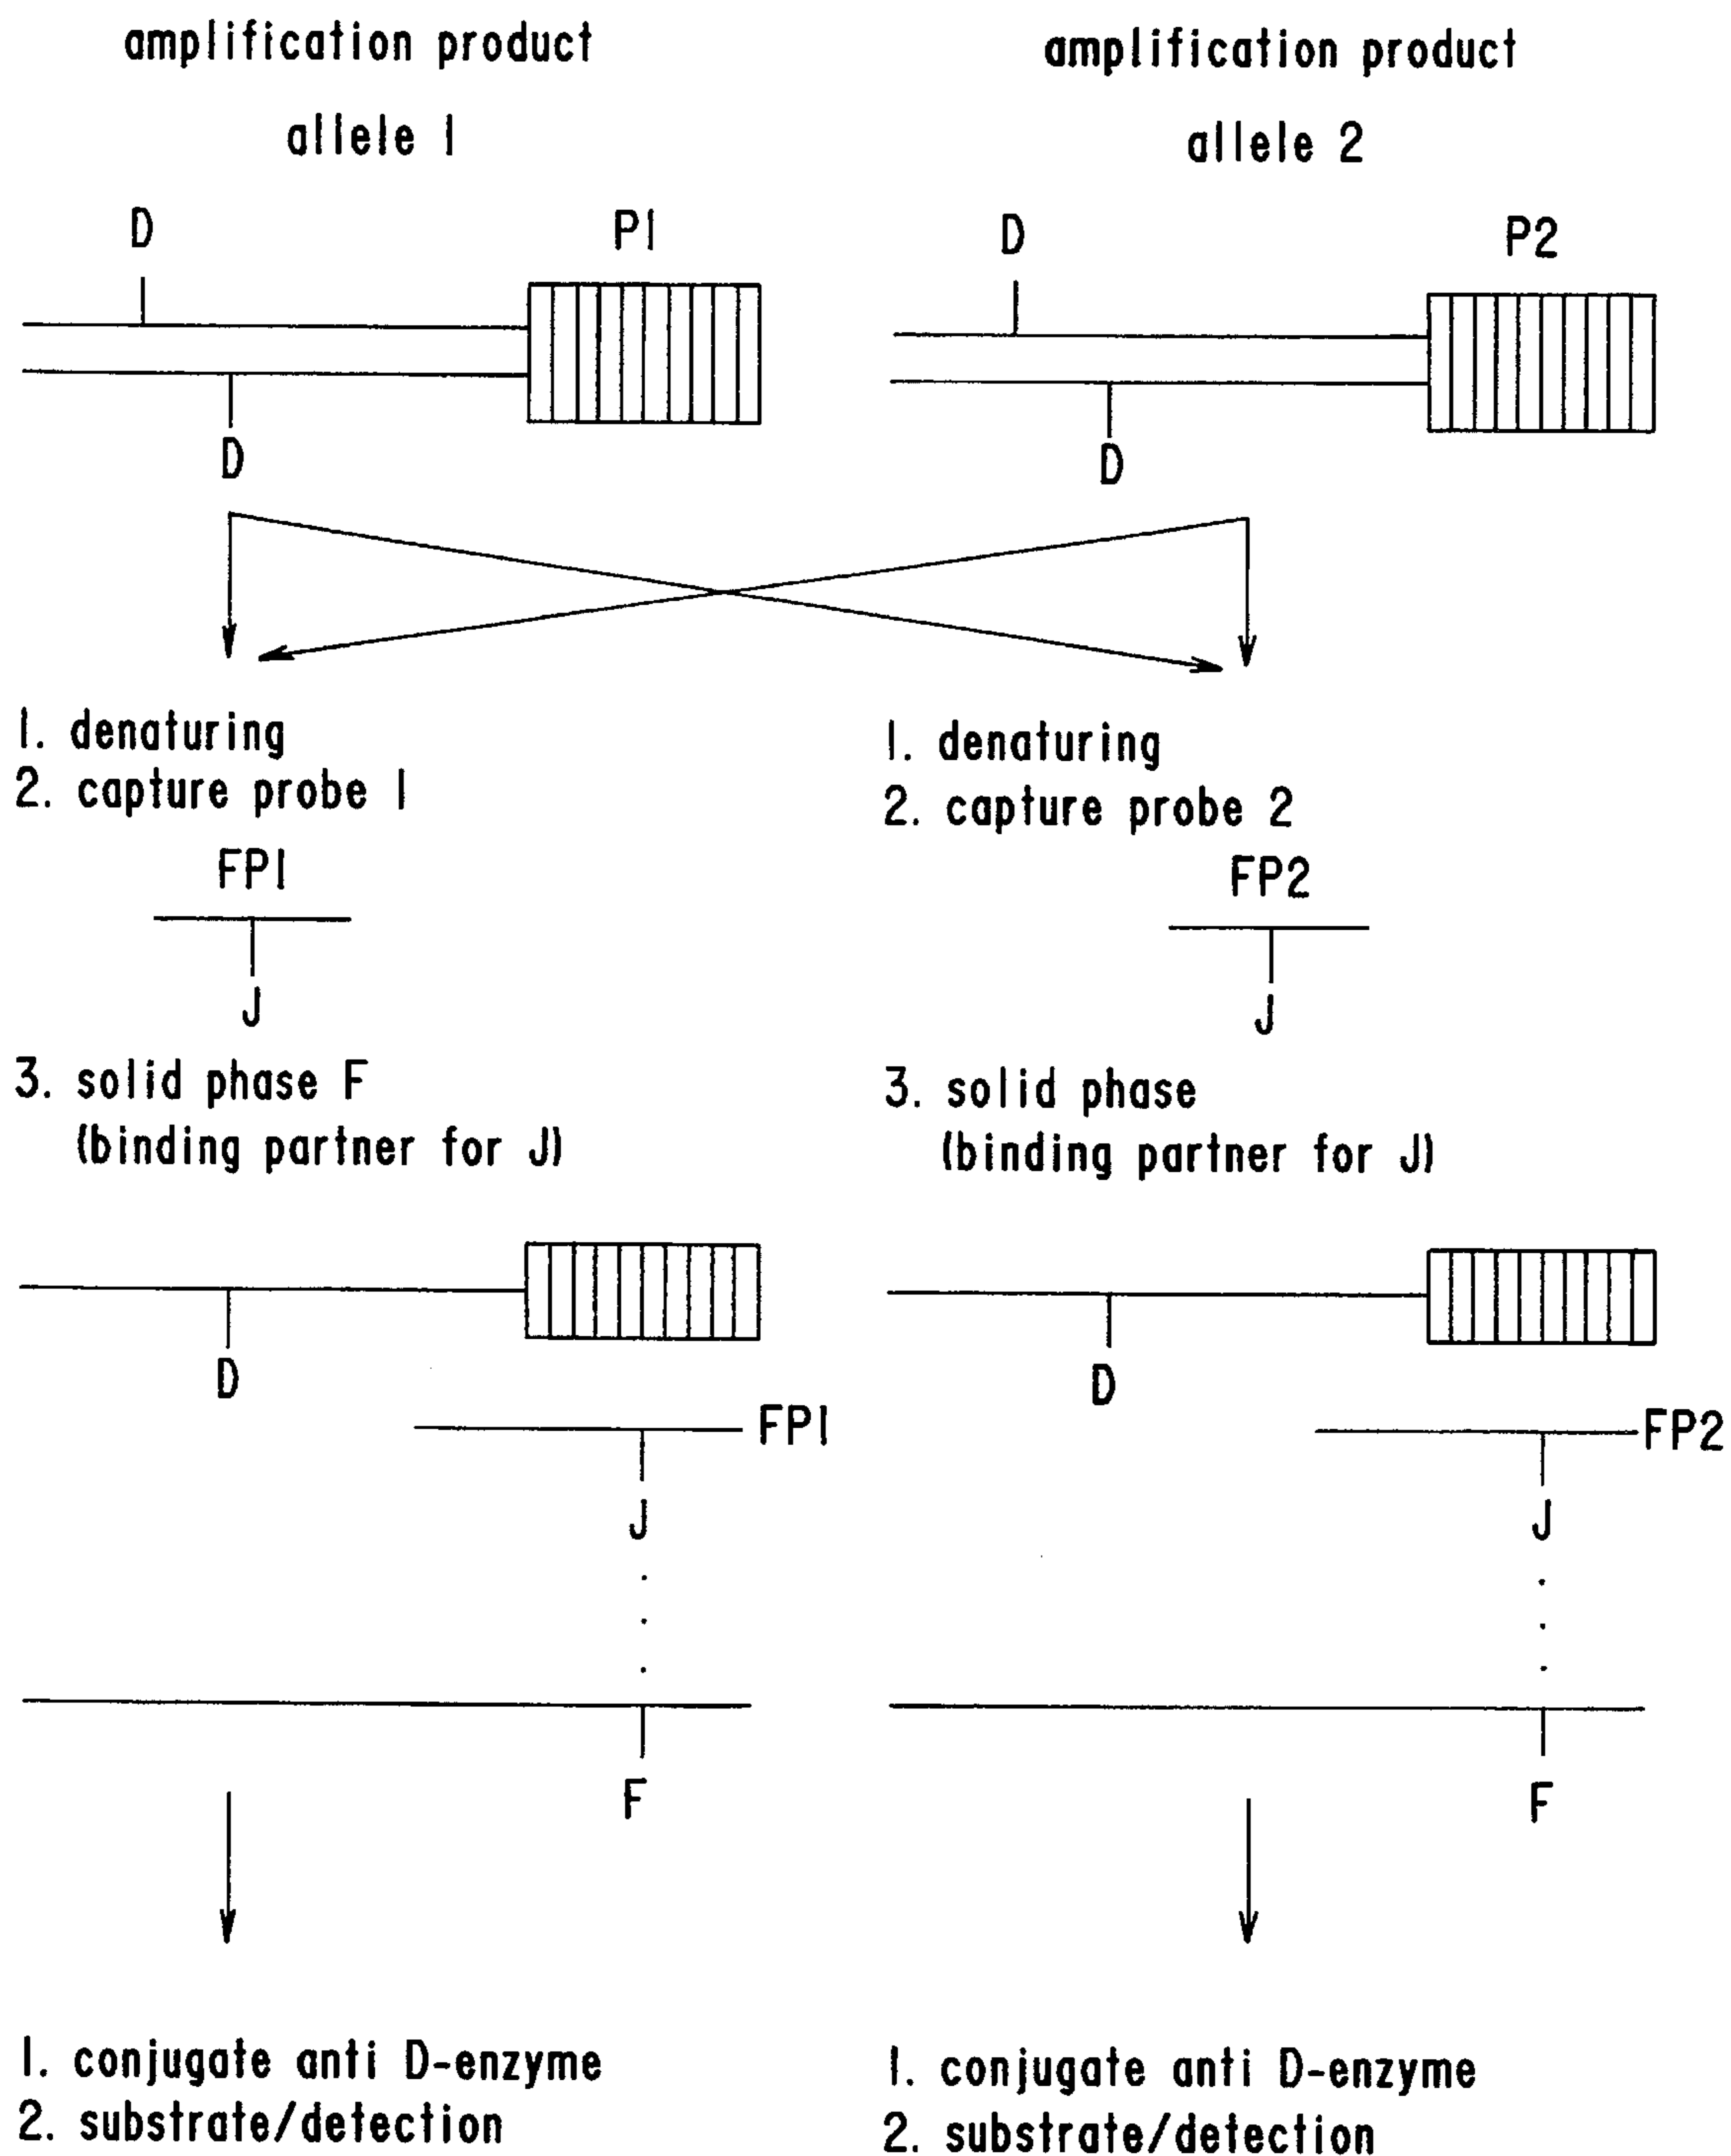 amplification product
allele 1
D
P1
D
1. denaturing
2. capture probe 1
FP1
J
3. solid phase F
(binding partner for J)
D
FP1
J
F
1. conjugate anti D-enzyme
2. substrate/detection
amplification product
allele 2
D
P2
D
1. denaturing
2. capture probe 2
FP2
J
3. solid phase
(binding partner for J)
D
FP2
J
F
1. conjugate anti D-enzyme
2. substrate/detection